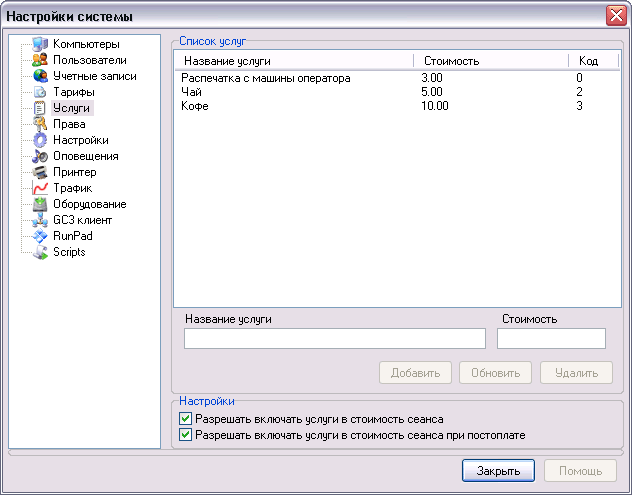 Настройки системы
Компьютеры
Пользователи
Учетные записи
Тарифы
Услуги
Права
Настройки
Оповещения
Принтер
Трафик
Оборудование
GC3 клиент
RunPad
Scripts
Список услуг
Название услуги Стоимость Код
Распечатка с машины оператора 3.00 0
Чай 5.00 2
Кофе 10.00 3
Название услуги Стоимость
Добавить Обновить Удалить
Настройки
Разрешать включать услуги в стоимость сеанса
Разрешать включать услуги в стоимость сеанса при постоплате
Закрыть Помощь